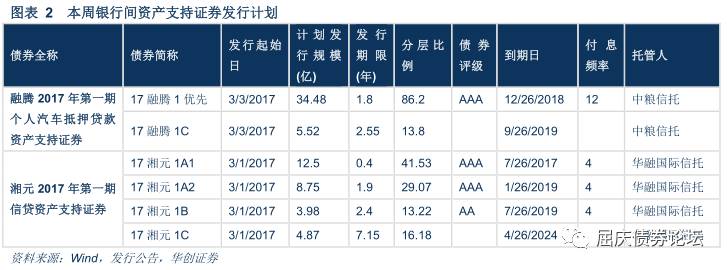 图表 2 本周银行间资产支持证券发行计划
债券全称 债券简称 发行起始日 计划发行规模(亿) 发行期限(年) 分层比例 债券评级 到期日 付息频率 托管人
融腾 2017 年第一期个人汽车抵押贷款资产支持证券
17 融腾 1 优先 3/3/2017 34.48 1.8 86.2 AAA 12/26/2018 12 中粮信托
17 融腾 1C 3/3/2017 5.52 2.55 13.8 9/26/2019 中粮信托
湘元 2017 年第一期信贷资产支持证券
17 湘元 1A1 3/1/2017 12.5 0.4 41.53 AAA 7/26/2017 4 华融国际信托
17 湘元 1A2 3/1/2017 8.75 1.9 29.07 AAA 1/26/2019 4 华融国际信托
17 湘元 1B 3/1/2017 3.98 2.4 13.22 AA 7/26/2019 4 华融国际信托
17 湘元 1C 3/1/2017 4.87 7.15 16.18 4/26/2024
屈庆债券论坛
资料来源：Wind，发行公告，华创证券